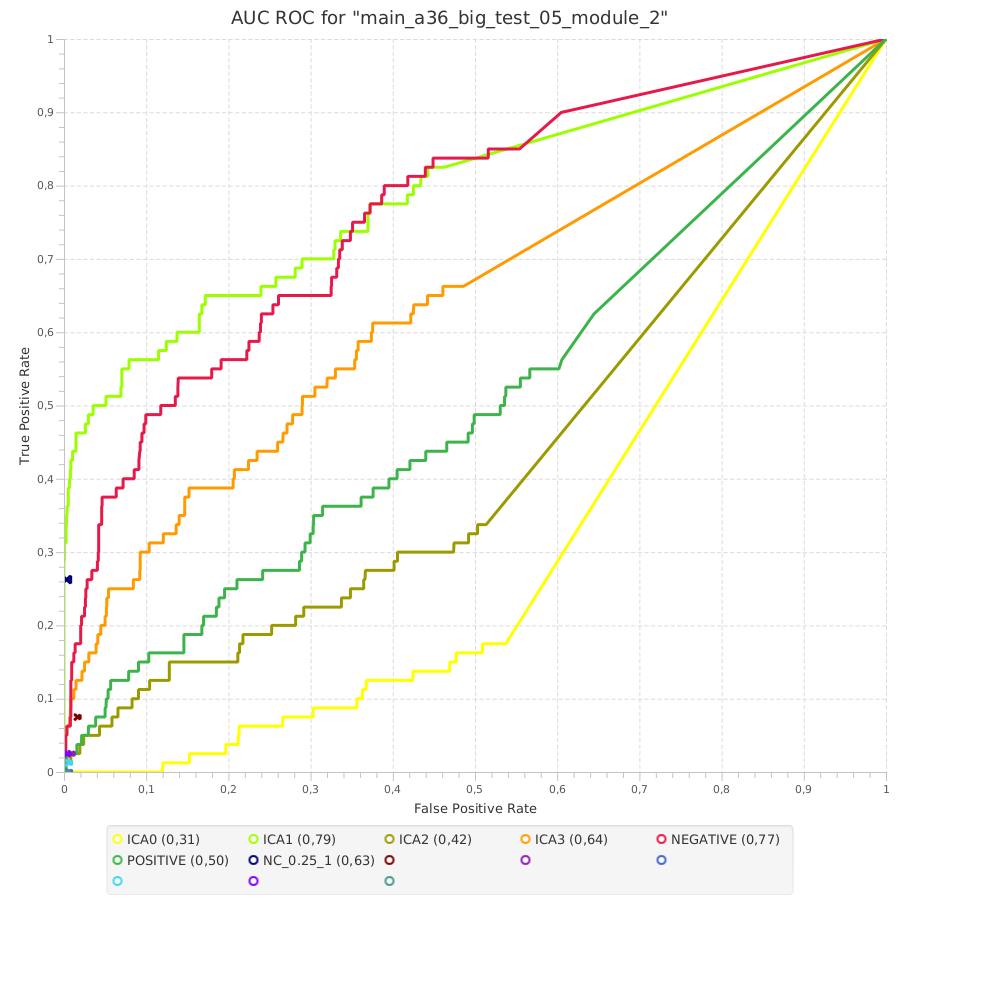 AUC ROC for "main_a36_big_test_05_module_2"
1
0,9
0,8
0,7
0,6
0,5
0,4
0,3
0,2
0,1
0
True Positive Rate
0 0,1 0,2 0,3 0,4 0,5 0,6 0,7 0,8 0,9 1
False Positive Rate
ICA0 (0,31) ICA1 (0,79) ICA2 (0,42) ICA3 (0,64) NEGATIVE (0,77)
POSITIVE (0,50) NC_0.25_1 (0,63)